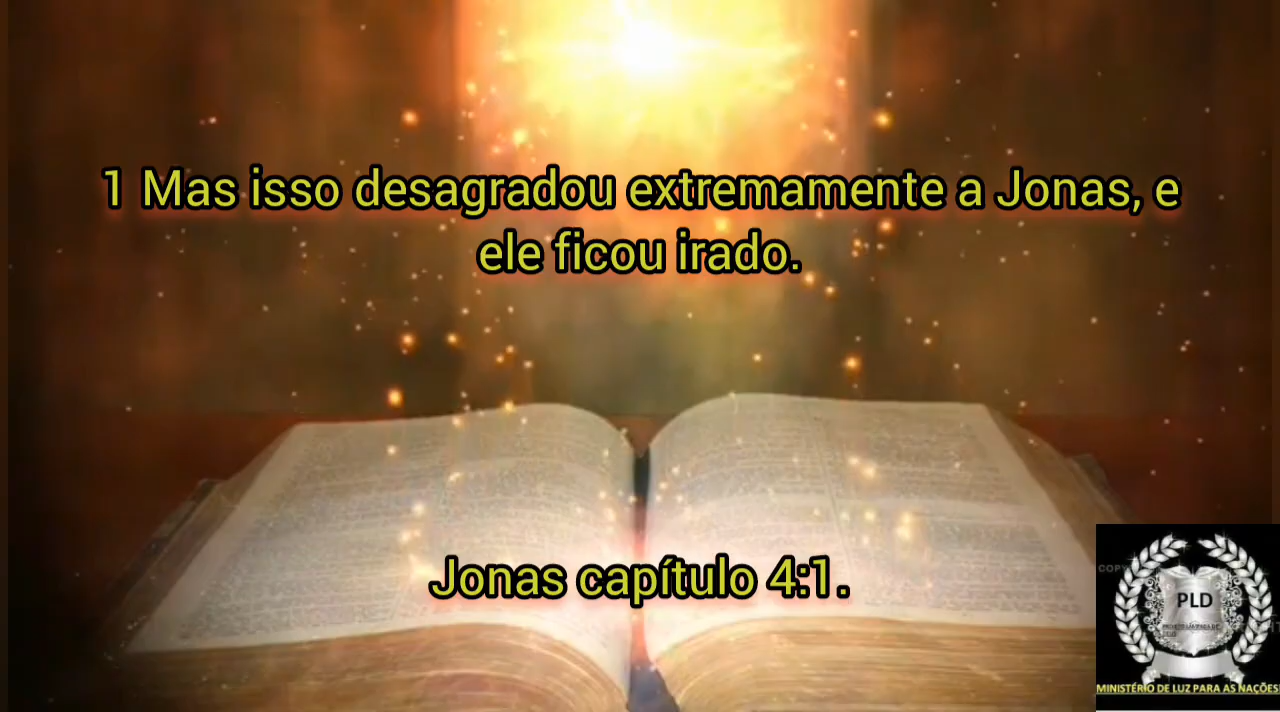 1 Mas isso desagradou extremamente a Jonas, e
ele ficou irado.
Jonas capítulo 4:1.
PLD
MINISTÉRIO DE LUZ PARA AS NAÇÕES